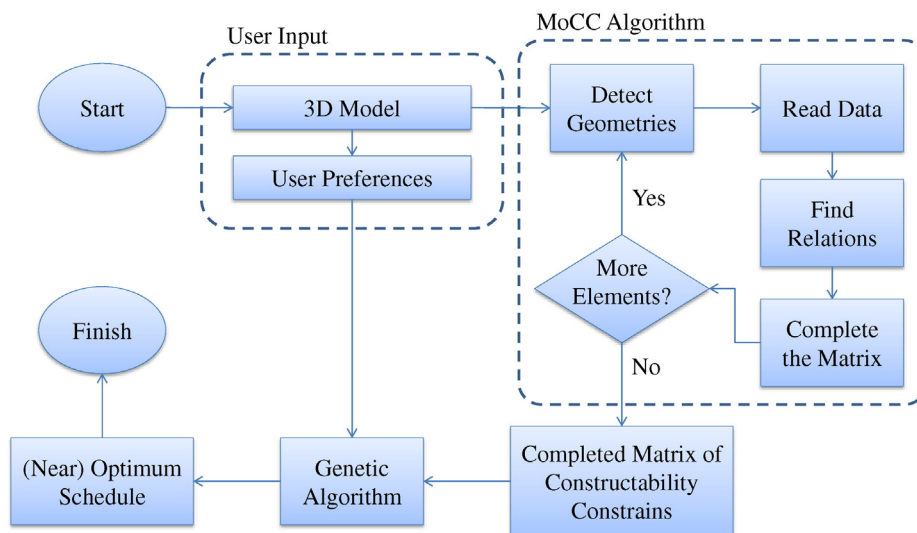 User Input
MoCC Algorithm
Start
3D Model
User Preferences
Detect
Geometries
Read Data
Find
Relations
Complete
the Matrix
More
Elements?
Yes
No
Completed Matrix of
Constructability
Constrains
Genetic
Algorithm
(Near) Optimum
Schedule
Finish